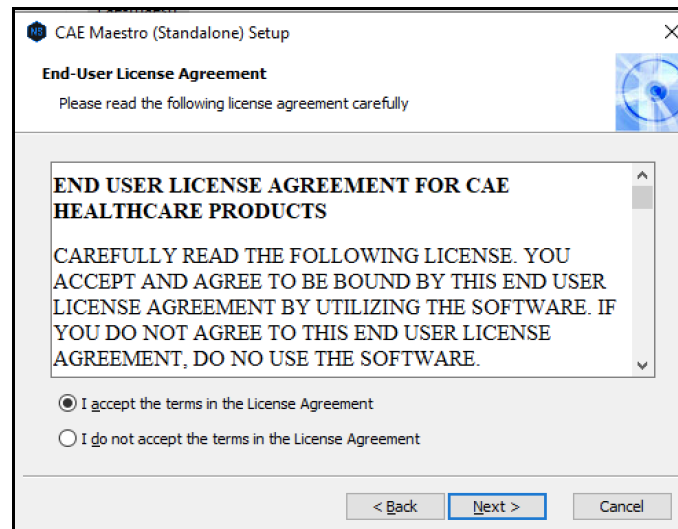 CAE Maestro (Standalone) Setup
End-User License Agreement
Please read the following license agreement carefully
END USER LICENSE AGREEMENT FOR CAE
HEALTHCARE PRODUCTS
CAREFULLY READ THE FOLLOWING LICENSE. YOU
ACCEPT AND AGREE TO BE BOUND BY THIS END USER
LICENSE AGREEMENT BY UTILIZING THE SOFTWARE. IF
YOU DO NOT AGREE TO THIS END USER LICENSE
AGREEMENT, DO NO USE THE SOFTWARE.
I accept the terms in the License Agreement
I do not accept the terms in the License Agreement
< Back Next > Cancel